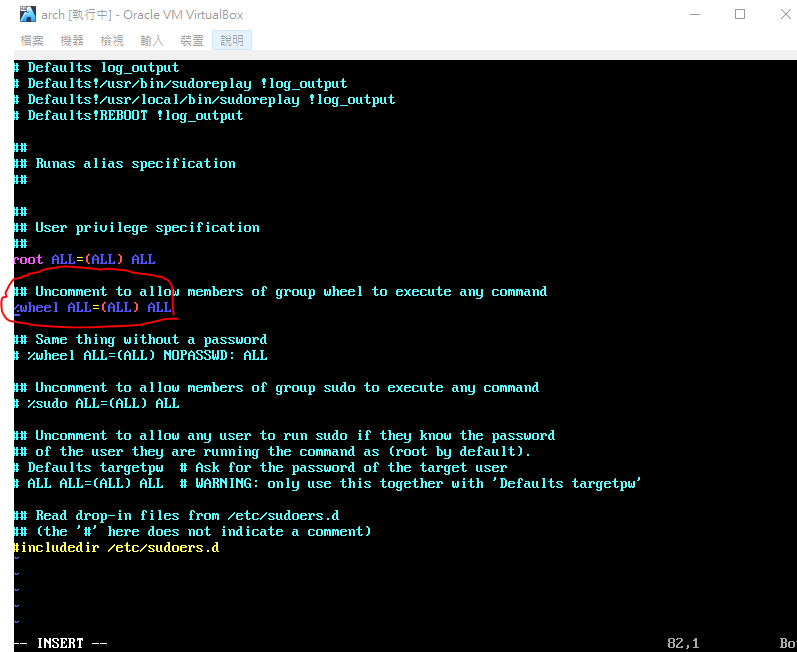 arch [執行中] - Oracle VM VirtualBox
檔案 機器 檢視 輸入 裝置 說明
# Defaults log_output
# Defaults!/usr/bin/sudoreplay !log_output
# Defaults!/usr/local/bin/sudoreplay !log_output
# Defaults!REBOOT !log_output
##
## Runas alias specification
##
##
## User privilege specification
##
root ALL=(ALL) ALL
## Uncomment to allow members of group wheel to execute any command
%wheel ALL=(ALL) ALL
## Same thing without a password
# %wheel ALL=(ALL) NOPASSWD: ALL
## Uncomment to allow members of group sudo to execute any command
# %sudo ALL=(ALL) ALL
## Uncomment to allow any user to run sudo if they know the password
## of the user they are running the command as (root by default).
# Defaults targetpw  # Ask for the password of the target user
# ALL ALL=(ALL) ALL  # WARNING: only use this together with 'Defaults targetpw'
## Read drop-in files from /etc/sudoers.d
## (the '#' here does not indicate a comment)
#includedir /etc/sudoers.d
~
~
~
~
~
-- INSERT -- 82,1 Bo